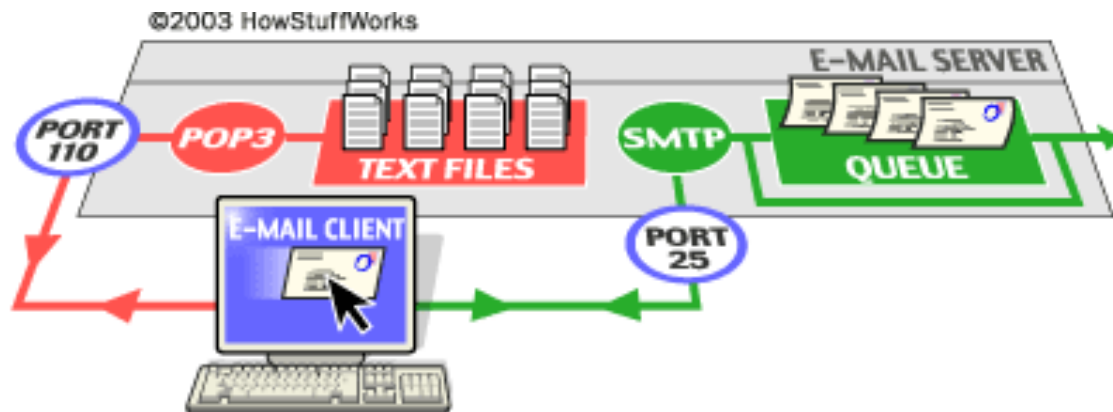 ©2003 HowStuffWorks
E-MAIL SERVER
PORT
110
POP3
TEXT FILES
SMTP
QUEUE
E-MAIL CLIENT
PORT
25